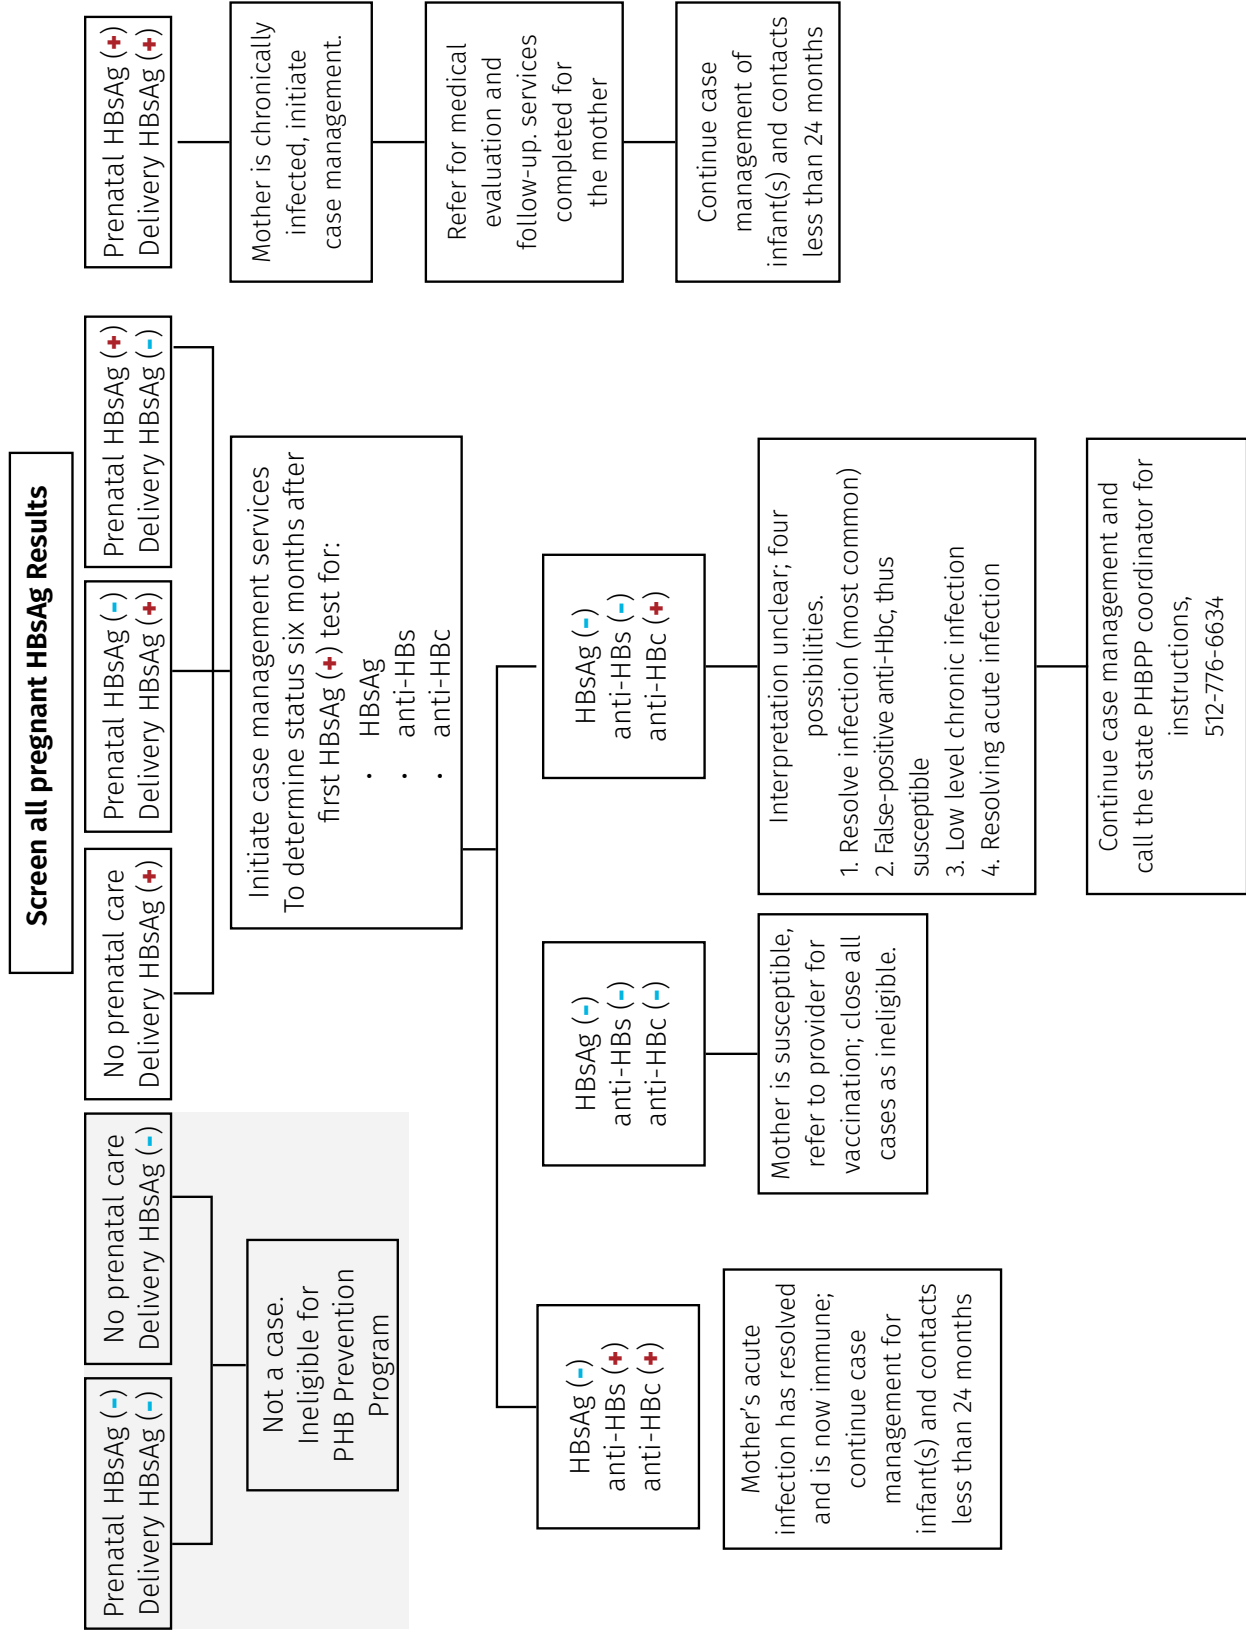 Screen all pregnant HBsAg Results
Prenatal HBsAg (-)
Delivery HBsAg (-)
No prenatal care
Delivery HBsAg (-)
No prenatal care
Delivery HBsAg (+)
Prenatal HBsAg (-)
Delivery HBsAg (+)
Prenatal HBsAg (+)
Delivery HBsAg (-)
Prenatal HBsAg (+)
Delivery HBsAg (+)
Not a case.
Ineligible for
PHB Prevention
Program
Initiate case management services
To determine status six months after
first HBsAg (+) test for:
· HBsAg
· anti-HBs
· anti-HBc
Mother is chronically
infected, initiate
case management.
Refer for medical
evaluation and
follow-up. services
completed for
the mother
Continue case
management of
infant(s) and contacts
less than 24 months
HBsAg (-)
anti-HBs (+)
anti-HBc (+)
HBsAg (-)
anti-HBs (-)
anti-HBc (-)
HBsAg (-)
anti-HBs (-)
anti-HBc (+)
Mother's acute
infection has resolved
and is now immune;
continue case
management for
infant(s) and contacts
less than 24 months
Mother is susceptible,
refer to provider for
vaccination; close all
cases as ineligible.
Interpretation unclear; four
possibilities.
1. Resolve infection (most common)
2. False-positive anti-Hbc, thus
susceptible
3. Low level chronic infection
4. Resolving acute infection
Continue case management and
call the state PHBPP coordinator for
instructions,
512-776-6634